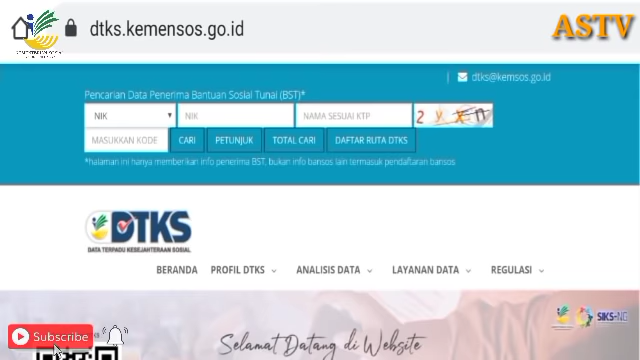 dtks.kemensos.go.id
ASTV
KEMENTERIAN SOSIAL
dtks@kemsos.go.id
Pencarian Data Penerima Bantuan Sosial Tunai (BST)*
NIK NIK NAMA SESUAI KTP
MASUKKAN KODE CARI PETUNJUK TOTAL CARI DAFTAR RUTA DTKS
*halaman ini hanya memberikan info penerima BST, bukan info bansos lain termasuk pendaftaran bansos
DTKS
DATA TERPADU KESEJAHTERAAN SOSIAL
BERANDA PROFIL DTKS ANALISIS DATA LAYANAN DATA REGULASI
SIKS-NG
Subscribe
Selamat Datang di Website